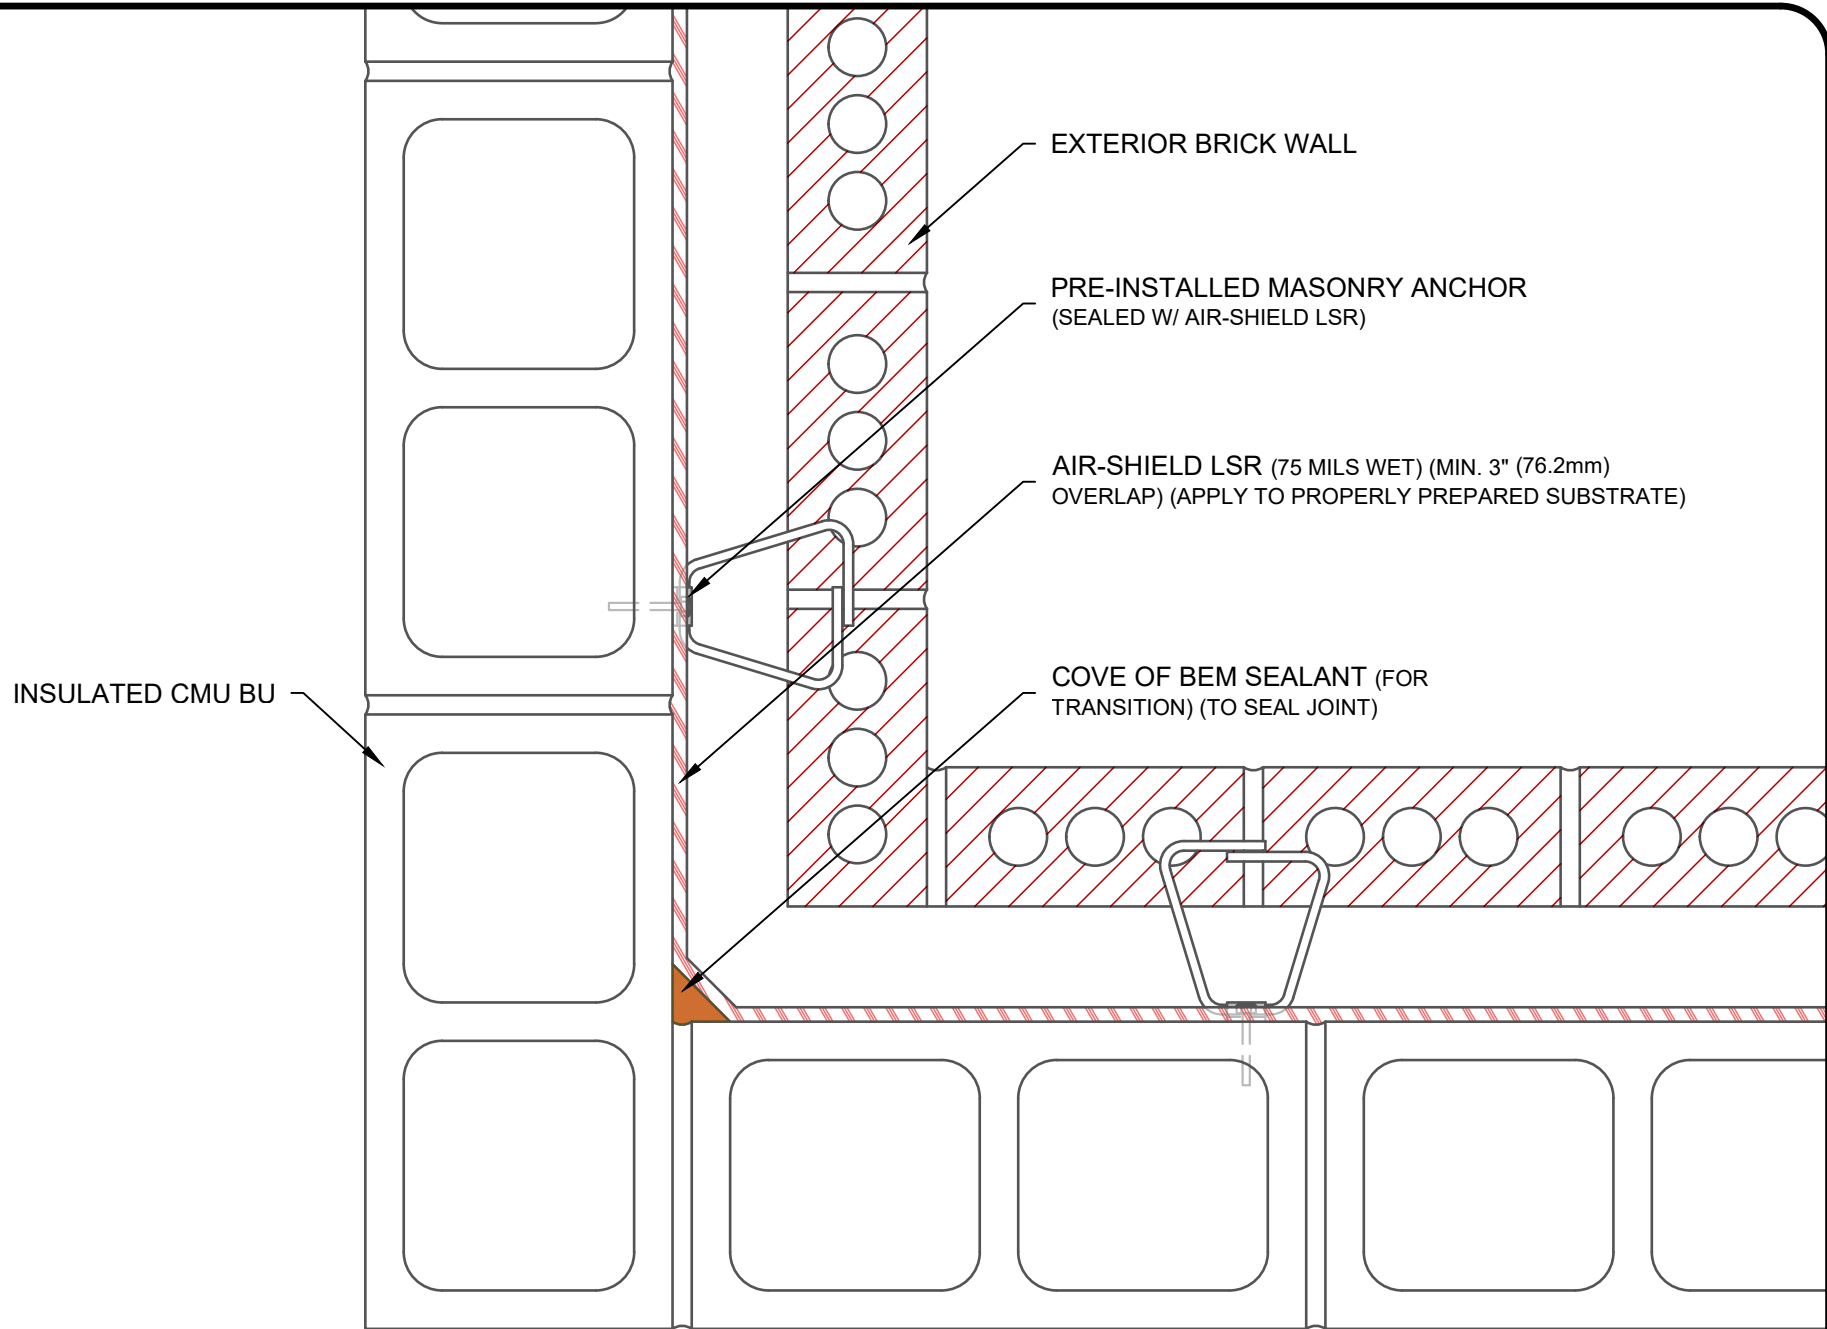 EXTERIOR BRICK WALL
PRE-INSTALLED MASONRY ANCHOR
(SEALED W/ AIR-SHIELD LSR)
AIR-SHIELD LSR (75 MILS WET) (MIN. 3" (76.2mm)
OVERLAP) (APPLY TO PROPERLY PREPARED SUBSTRATE)
COVE OF BEM SEALANT (FOR
TRANSITION) (TO SEAL JOINT)
INSULATED CMU BU